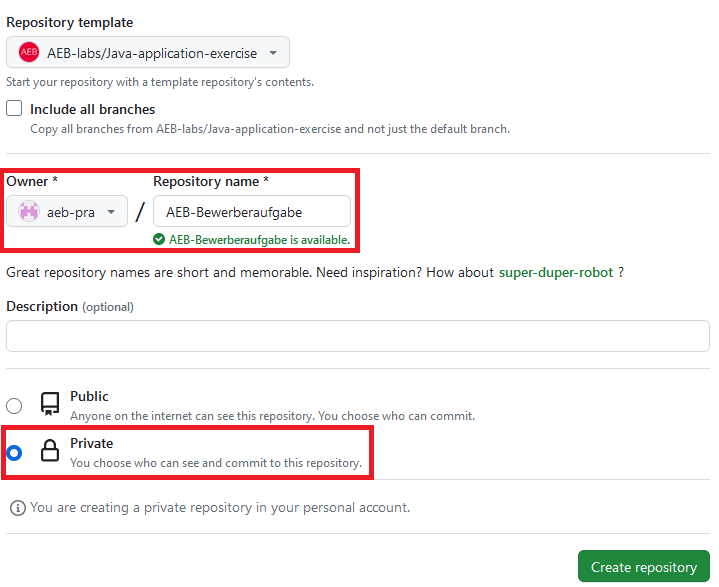 Repository template
AEB AEB-labs/Java-application-exercise
Start your repository with a template repository's contents.
Include all branches
Copy all branches from AEB-labs/Java-application-exercise and not just the default branch.
Owner * Repository name *
aeb-pra / AEB-Bewerberaufgabe
AEB-Bewerberaufgabe is available.
Great repository names are short and memorable. Need inspiration? How about super-duper-robot ?
Description (optional)
Public
Anyone on the internet can see this repository. You choose who can commit.
Private
You choose who can see and commit to this repository.
You are creating a private repository in your personal account.
Create repository